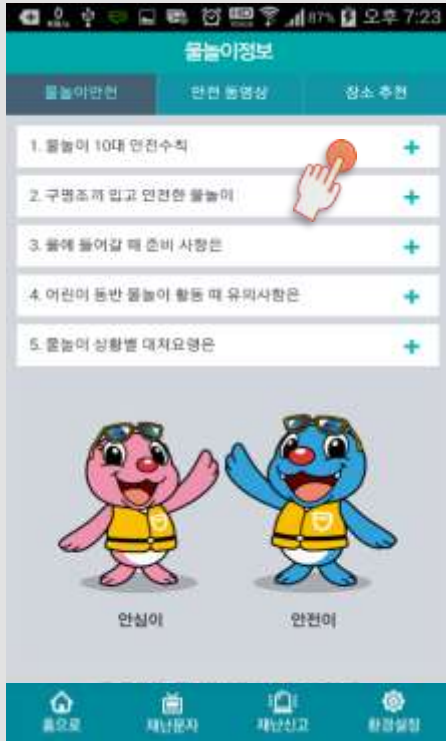 87% 오후 7:23
물놀이정보
물놀이안전 안전 동영상 장소 추천
1. 물놀이 10대 안전수칙
2. 구명조끼 입고 안전한 물놀이
3. 물에 들어갈 때 준비 사항은
4. 어린이 동반 물놀이 활동 때 유의사항은
5. 물놀이 상황별 대처요령은
안심이 안전이
홈으로 재난문자 재난신고 환경설정